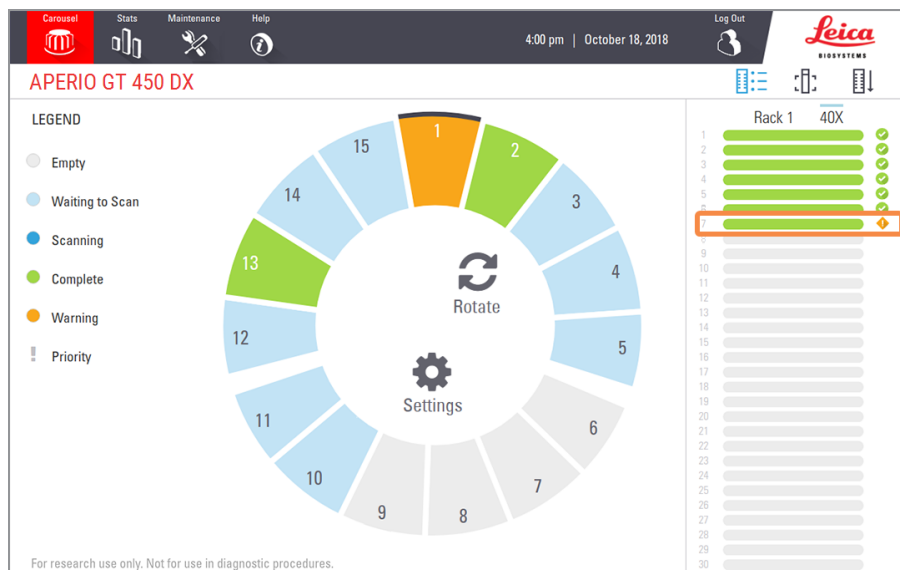 Carousel Stats Maintenance Help
4:00 pm | October 18, 2018
Log Out
Leica
BIOSYSTEMS
APERIO GT 450 DX
LEGEND
Empty
Waiting to Scan
Scanning
Complete
Warning
Priority
1
2
3
4
5
6
7
8
9
10
11
12
13
14
15
Rotate
Settings
For research use only. Not for use in diagnostic procedures.
Rack 1 40X
1
2
3
4
5
6
7
8
9
10
11
12
13
14
15
16
17
18
19
20
21
22
23
24
25
26
27
28
29
30